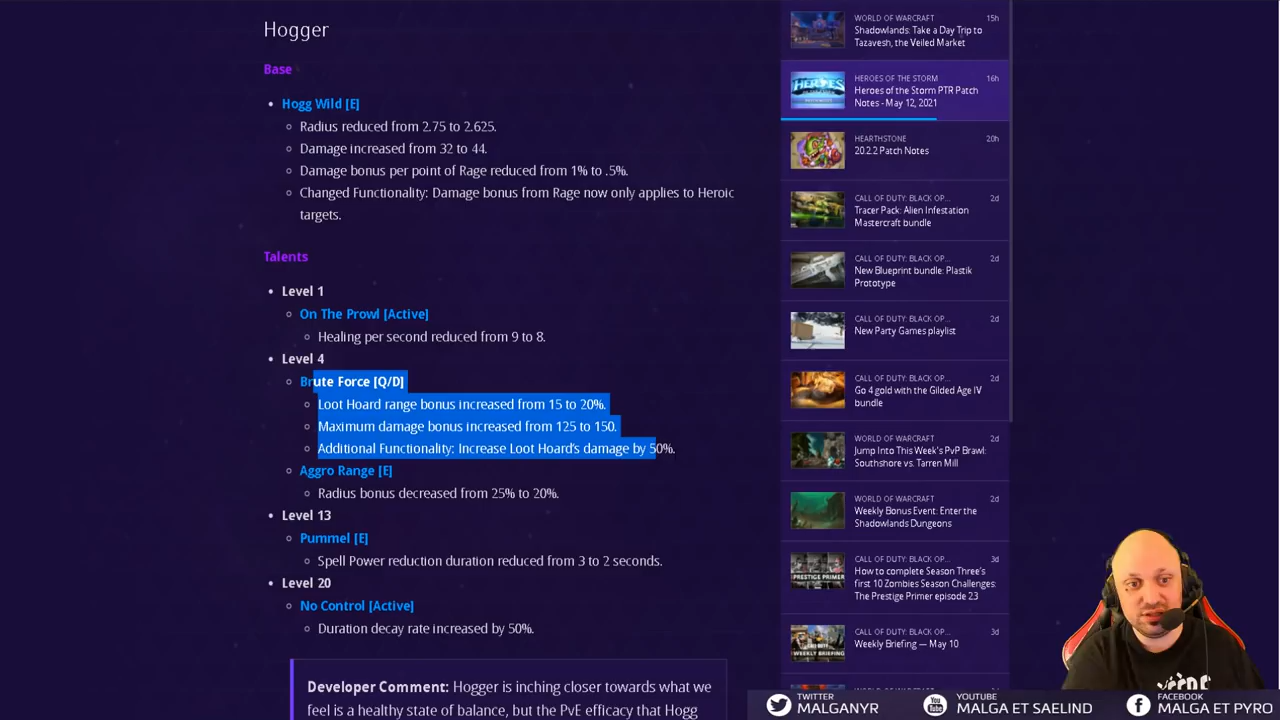 Hogger
Base
Hogg Wild [E]
Radius reduced from 2.75 to 2.625.
Damage increased from 32 to 44.
Damage bonus per point of Rage reduced from 1% to .5%.
Changed Functionality: Damage bonus from Rage now only applies to Heroic
targets.
Talents
Level 1
On The Prowl [Active]
Healing per second reduced from 9 to 8.
Level 4
Brute Force [Q/D]
Loot Hoard range bonus increased from 15 to 20%.
Maximum damage bonus increased from 125 to 150.
Additional Functionality: Increase Loot Hoard's damage by 50%.
Aggro Range [E]
Radius bonus decreased from 25% to 20%.
Level 13
Pummel [E]
Spell Power reduction duration reduced from 3 to 2 seconds.
Level 20
No Control [Active]
Duration decay rate increased by 50%.
Developer Comment: Hogger is inching closer towards what we
feel is a healthy state of balance, but the PvE efficacy that Hogg
WORLD OF WARCRAFT 15h
Shadowlands: Take a Day Trip to
Tazavesh, the Veiled Market
HEROES OF THE STORM 16h
Heroes of the Storm PTR Patch
Notes - May 12, 2021
HEROES
HEARTHSTONE 20h
20.2.2 Patch Notes
CALL OF DUTY: BLACK OP... 2d
Tracer Pack: Alien Infestation
Mastercraft bundle
CALL OF DUTY: BLACK OP... 2d
New Blueprint bundle: Plastik
Prototype
CALL OF DUTY: BLACK OP... 2d
New Party Games playlist
CALL OF DUTY: BLACK OP... 2d
Go 4 gold with the Gilded Age IV
bundle
WORLD OF WARCRAFT 2d
Jump Into This Week's PvP Brawl:
Southshore vs. Tarren Mill
WORLD OF WARCRAFT 2d
Weekly Bonus Event: Enter the
Shadowlands Dungeons
CALL OF DUTY: BLACK OP... 3d
How to complete Season Three's
first 10 Zombies Season Challenges:
The Prestige Primer episode 23
PRESTIGE PRIMER
CALL OF DUTY: BLACK OP... 3d
Weekly Briefing — May 10
WEEKLY BRIEFING
TWITTER
MALGANYR
YOUTUBE
MALGA ET SAELIND
FACEBOOK
MALGA ET PYRO